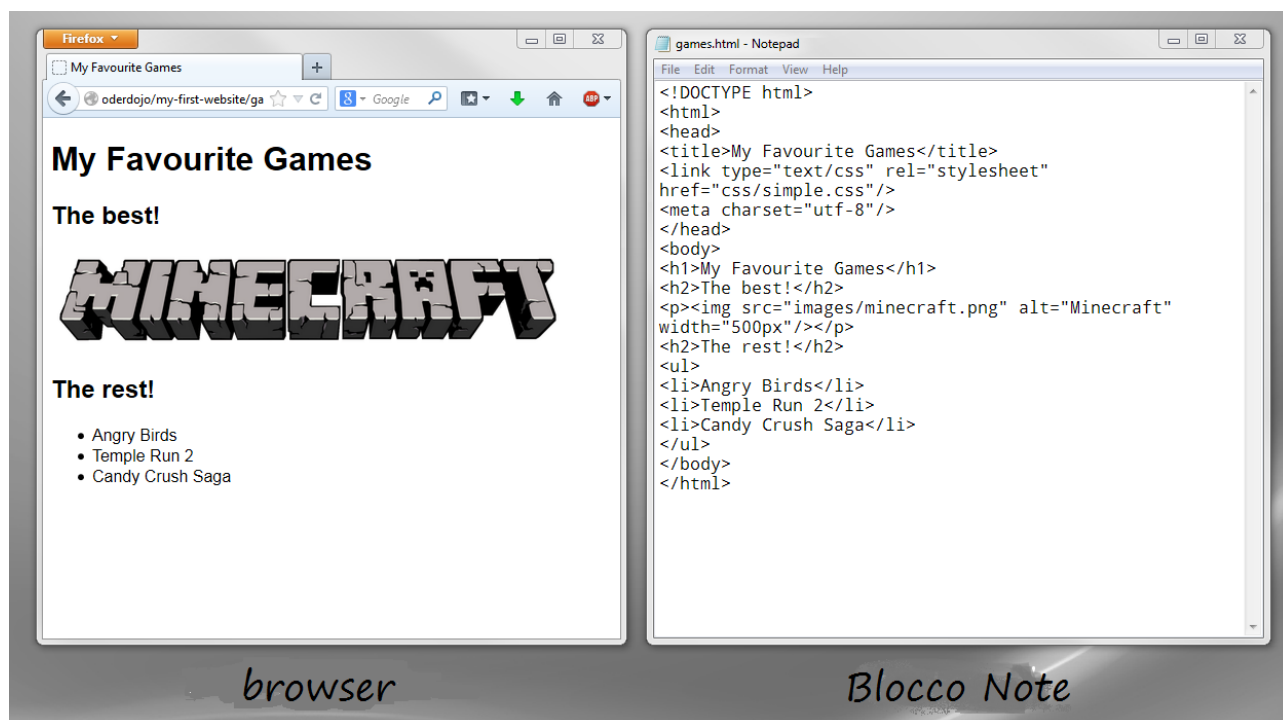 Firefox
My Favourite Games
oderdojo/my-first-website/ga
Google
ABP
My Favourite Games
The best!
MINECRAFT
The rest!
Angry Birds
Temple Run 2
Candy Crush Saga
browser
games.html - Notepad
File Edit Format View Help
<!DOCTYPE html>
<html>
<head>
<title>My Favourite Games</title>
<link type="text/css" rel="stylesheet"
href="css/simple.css"/>
<meta charset="utf-8"/>
</head>
<body>
<h1>My Favourite Games</h1>
<h2>The best!</h2>
<p><img src="images/minecraft.png" alt="Minecraft"
width="500px"/></p>
<h2>The rest!</h2>
<ul>
<li>Angry Birds</li>
<li>Temple Run 2</li>
<li>Candy Crush Saga</li>
</ul>
</body>
</html>
Blocco Note